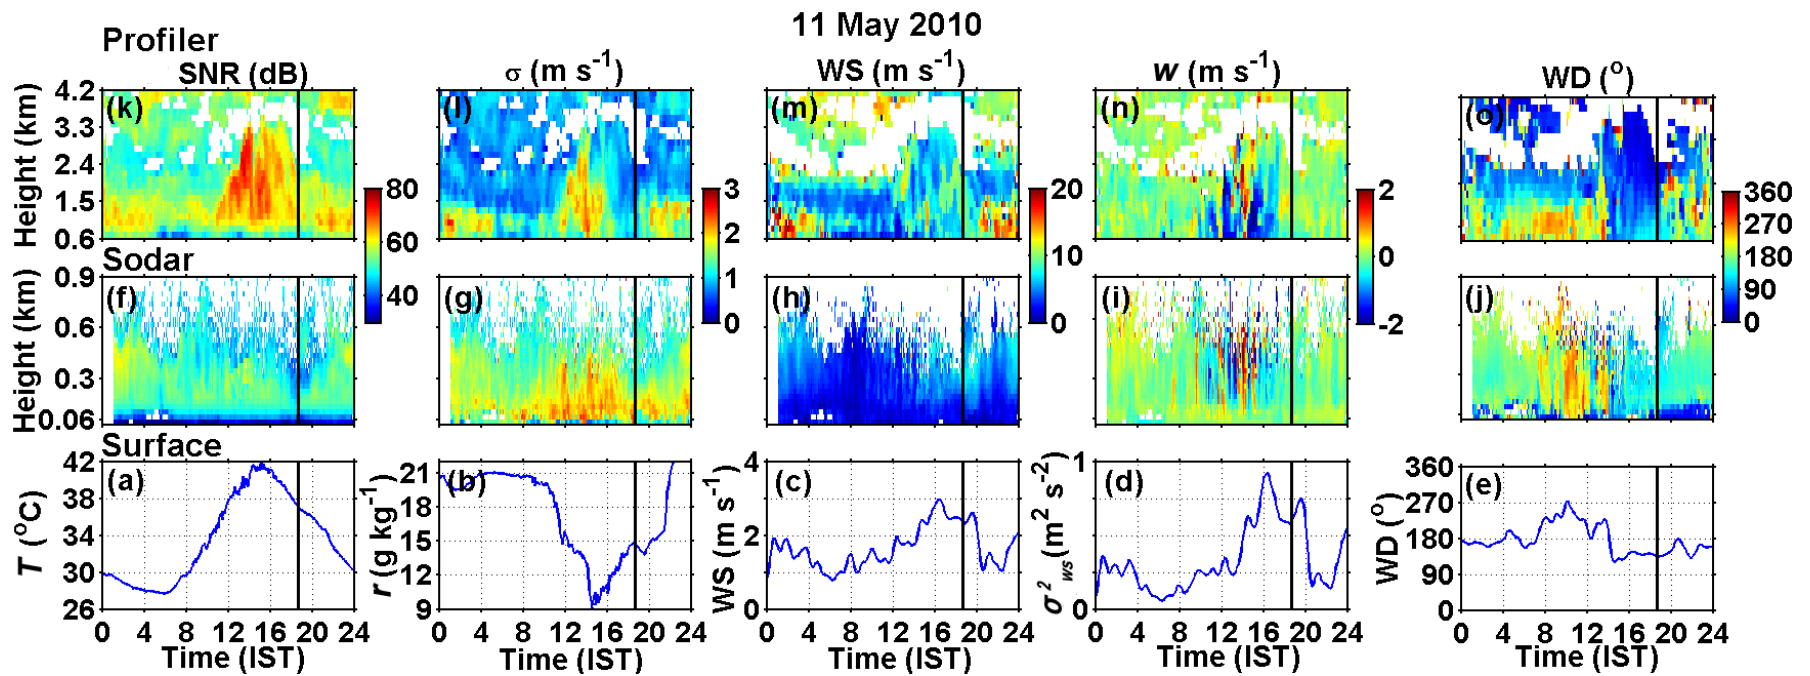 11 May 2010
Profiler
SNR (dB)
σ (m s⁻¹)
WS (m s⁻¹)
w (m s⁻¹)
WD (°)
Height (km)
4.2
3.3
2.4
1.5
0.6
(k)
(l)
(m)
(n)
(o)
80
60
40
3
2
1
0
20
10
0
2
0
-2
360
270
180
90
0
Sodar
Height (km)
0.9
0.6
0.3
0.06
(f)
(g)
(h)
(i)
(j)
Surface
T (°C)
42
38
34
30
26
(a)
r (g kg⁻¹)
21
18
15
12
9
(b)
WS (m s⁻¹)
4
2
0
(c)
σ²ws (m² s⁻²)
1
0
(d)
WD (°)
360
270
180
90
0
(e)
0 4 8 12 16 20 24
0 4 8 12 16 20 24
0 4 8 12 16 20 24
0 4 8 12 16 20 24
0 4 8 12 16 20 24
Time (IST)
Time (IST)
Time (IST)
Time (IST)
Time (IST)